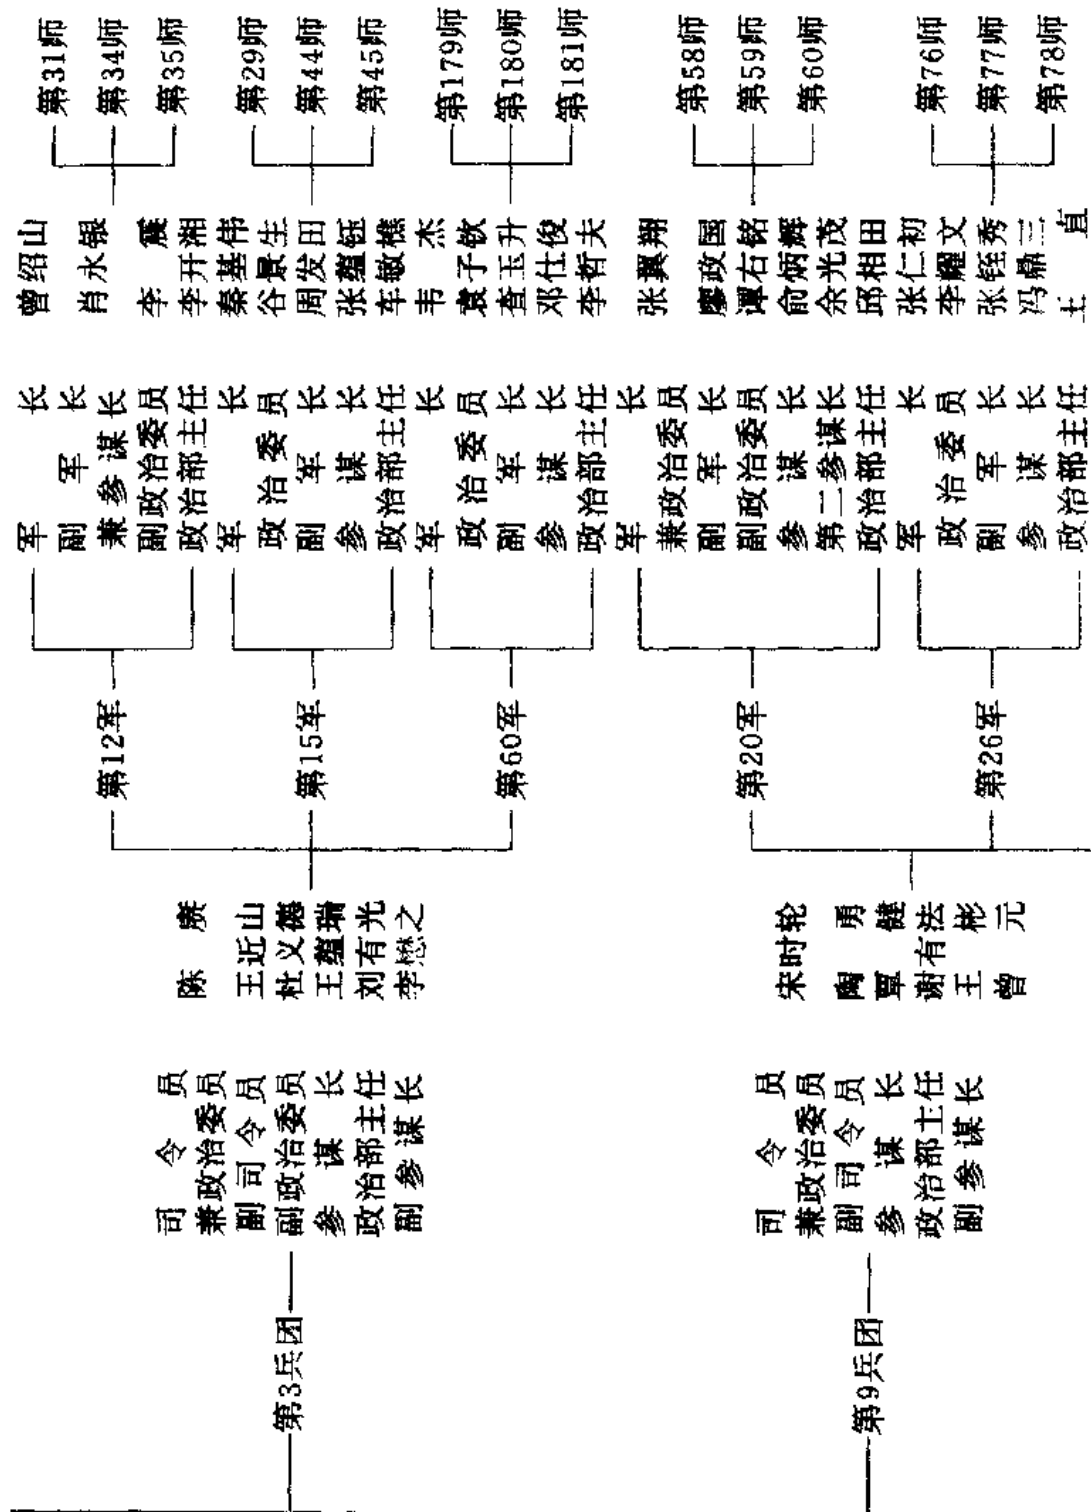 第3兵团
司令员
兼政治委员 陈赓
副司令员 王近山
副政治委员 杜义德
参谋长 王蕴瑞
政治部主任 刘有光
副参谋长 李懋之
第12军
军长 曾绍山
副军长
兼参谋长 肖永银
副政治委员 李震
政治部主任 李开湘
第31师
第34师
第35师
第15军
军长 秦基伟
政治委员 谷景生
副军长 周发田
参谋长 张蕴钰
政治部主任 车敏樵
第29师
第44师
第45师
第60军
军长 韦杰
政治委员 袁子钦
副军长 查玉升
参谋长 邓仕俊
政治部主任 李哲夫
第179师
第180师
第181师
第9兵团
司令员
兼政治委员 宋时轮
副司令员 陶勇
参谋长 覃健
政治部主任 谢有法
副参谋长 王彬
曾元
第20军
军长
兼政治委员 张翼翔
副军长 廖政国
副政治委员 谭右铭
参谋长 俞炳辉
第二参谋长 余光茂
政治部主任 邱相田
第58师
第59师
第60师
第26军
军长 张仁初
政治委员 李耀文
副军长 张铚秀
参谋长 冯鼎三
政治部主任 王直
第76师
第77师
第78师